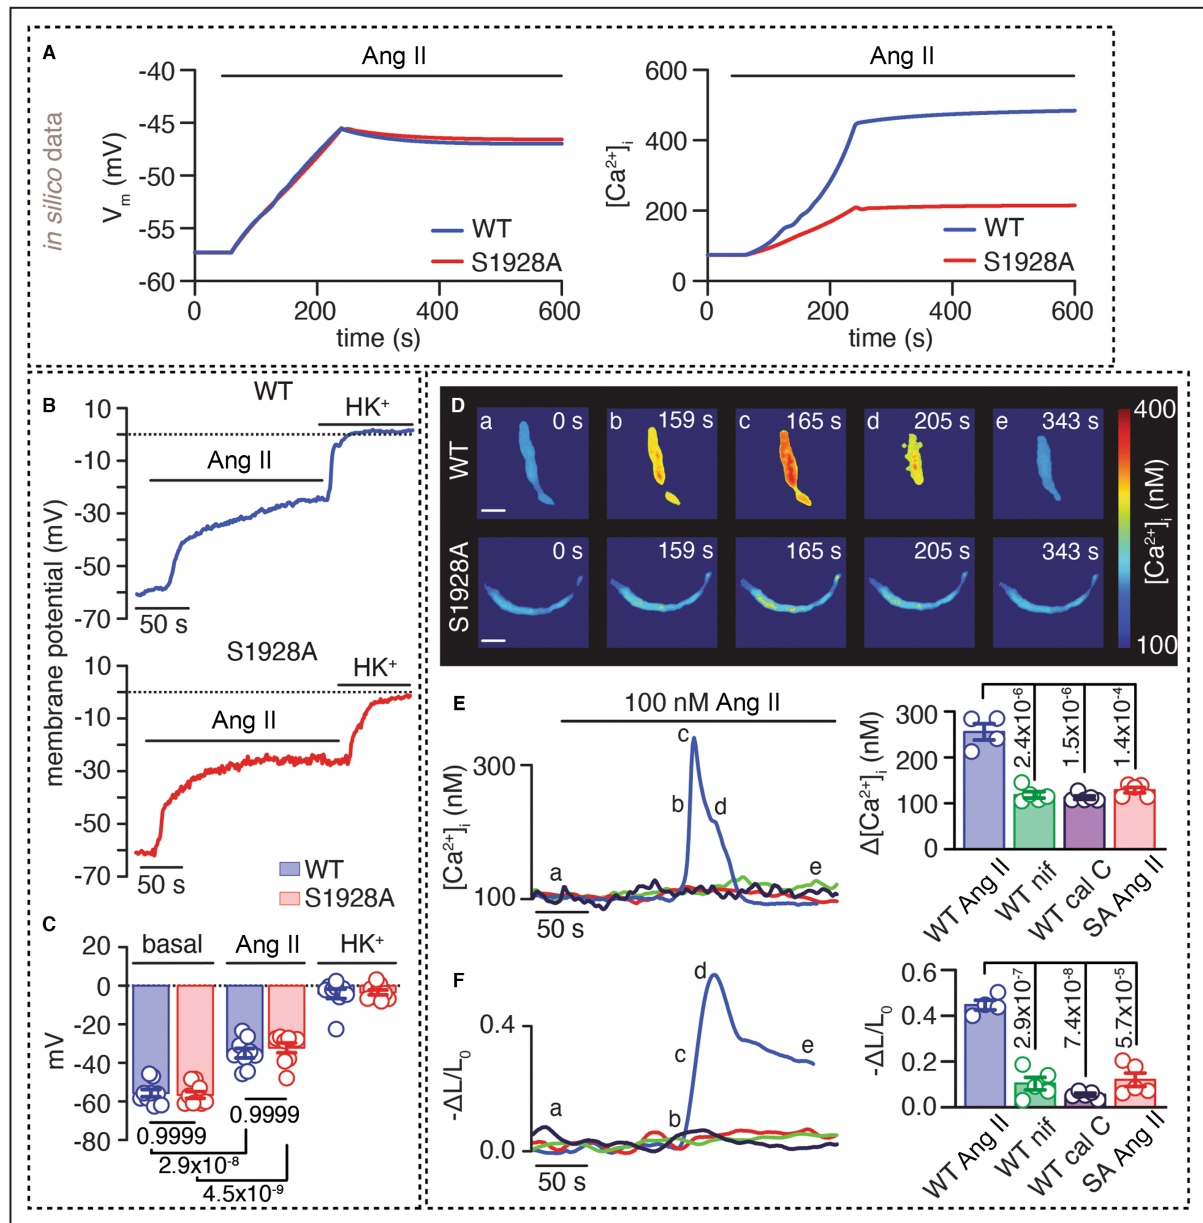 A
in silico data
Ang II
-40
-45
-50
-55
-60
Vm (mV)
WT
S1928A
0 200 400 600
time (s)
Ang II
600
400
200
0
[Ca2+]i
WT
S1928A
0 200 400 600
time (s)
B
WT
HK+
Ang II
10
-10
-30
-50
-70
50 s
membrane potential (mV)
S1928A
HK+
Ang II
10
-10
-30
-50
-70
50 s
WT
S1928A
C
basal Ang II HK+
20
0
-20
-40
-60
-80
mV
0.9999
0.9999
2.9x10-8
4.5x10-9
D
WT
a 0 s
b 159 s
c 165 s
d 205 s
e 343 s
S1928A
0 s
159 s
165 s
205 s
343 s
400
100
[Ca2+]i (nM)
E
100 nM Ang II
300
100
[Ca2+]i (nM)
a
b
c
d
e
50 s
300
200
100
0
Δ[Ca2+]i (nM)
2.4x10-6
1.5x10-6
1.4x10-4
WT Ang II
WT nif
WT cal C
SA Ang II
F
0.4
0.0
-ΔL/L0
a
b
c
d
e
50 s
0.6
0.4
0.2
0.0
-ΔL/L0
2.9x10-7
7.4x10-8
5.7x10-5
WT Ang II
WT nif
WT cal C
SA Ang II